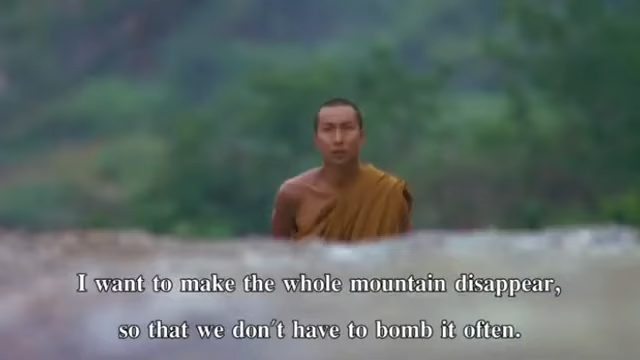 I want to make the whole mountain disappear,
so that we don´t have to bomb it often.